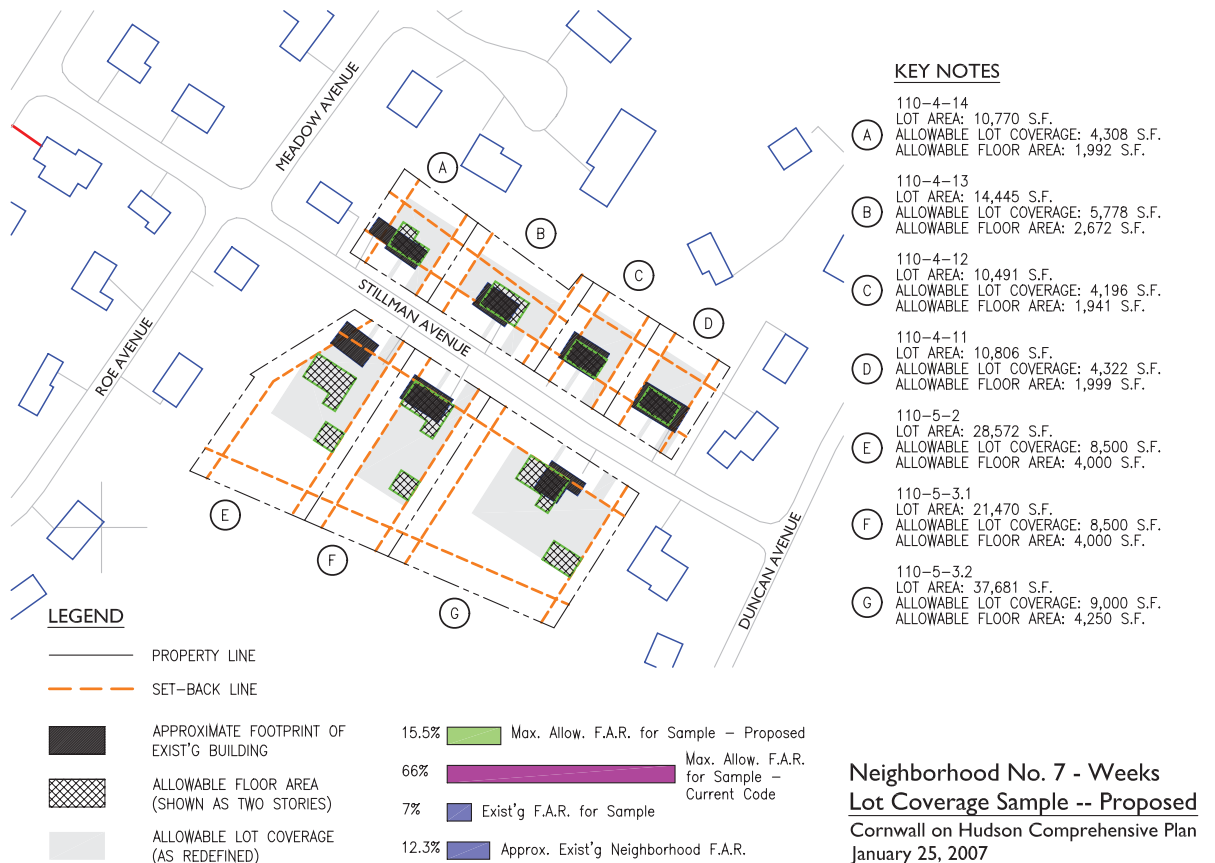 KEY NOTES
A
110-4-14
LOT AREA: 10,770 S.F.
ALLOWABLE LOT COVERAGE: 4,308 S.F.
ALLOWABLE FLOOR AREA: 1,992 S.F.
B
110-4-13
LOT AREA: 14,445 S.F.
ALLOWABLE LOT COVERAGE: 5,778 S.F.
ALLOWABLE FLOOR AREA: 2,672 S.F.
C
110-4-12
LOT AREA: 10,491 S.F.
ALLOWABLE LOT COVERAGE: 4,196 S.F.
ALLOWABLE FLOOR AREA: 1,941 S.F.
D
110-4-11
LOT AREA: 10,806 S.F.
ALLOWABLE LOT COVERAGE: 4,322 S.F.
ALLOWABLE FLOOR AREA: 1,999 S.F.
E
110-5-2
LOT AREA: 28,572 S.F.
ALLOWABLE LOT COVERAGE: 8,500 S.F.
ALLOWABLE FLOOR AREA: 4,000 S.F.
F
110-5-3.1
LOT AREA: 21,470 S.F.
ALLOWABLE LOT COVERAGE: 8,500 S.F.
ALLOWABLE FLOOR AREA: 4,000 S.F.
G
110-5-3.2
LOT AREA: 37,681 S.F.
ALLOWABLE LOT COVERAGE: 9,000 S.F.
ALLOWABLE FLOOR AREA: 4,250 S.F.
MEADOW AVENUE
STILLMAN AVENUE
ROE AVENUE
DUNCAN AVENUE
A
B
C
D
E
F
G
LEGEND
PROPERTY LINE
SET-BACK LINE
APPROXIMATE FOOTPRINT OF
EXIST'G BUILDING
ALLOWABLE FLOOR AREA
(SHOWN AS TWO STORIES)
ALLOWABLE LOT COVERAGE
(AS REDEFINED)
15.5% Max. Allow. F.A.R. for Sample - Proposed
66% Max. Allow. F.A.R.
for Sample -
Current Code
7% Exist'g F.A.R. for Sample
12.3% Approx. Exist'g Neighborhood F.A.R.
Neighborhood No. 7 - Weeks
Lot Coverage Sample -- Proposed
Cornwall on Hudson Comprehensive Plan
January 25, 2007